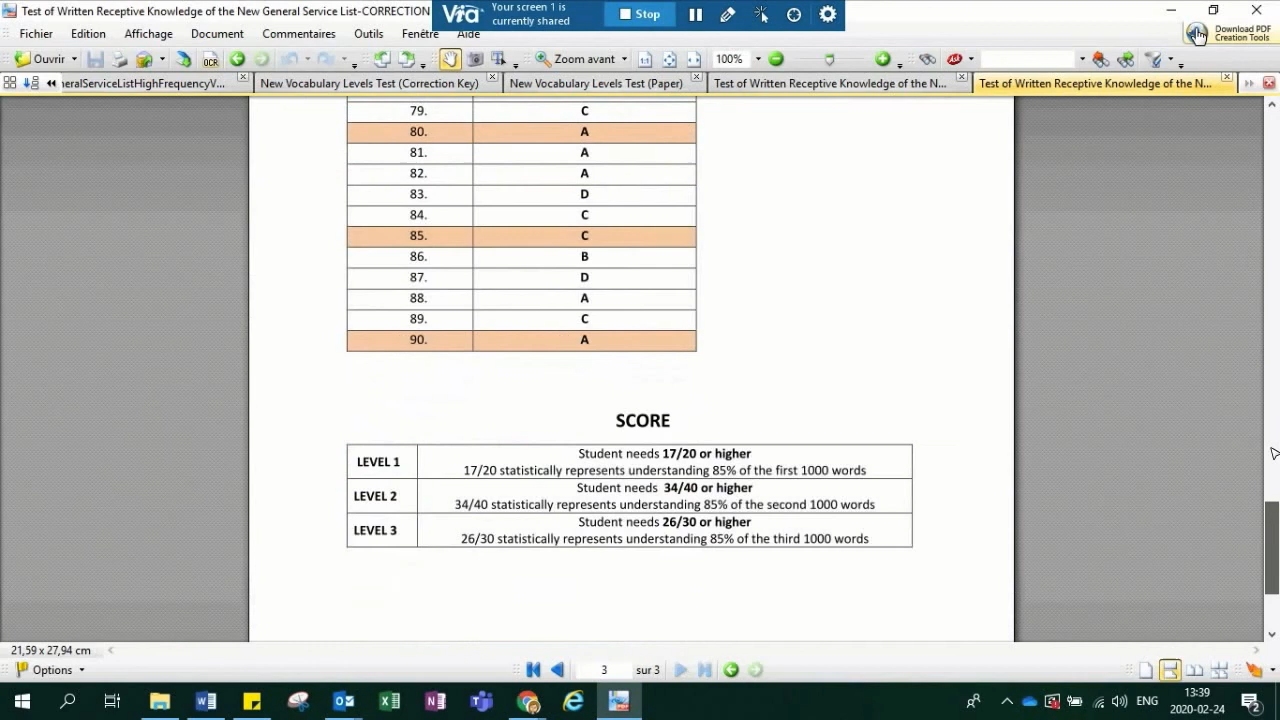 Test of Written Receptive Knowledge of the New General Service List-CORRECTION
Via
Your screen 1 is currently shared
Stop
Download PDF
Creation Tools
Fichier Edition Affichage Document Commentaires Outils Fenêtre Aide
Ouvrir OCR Zoom avant 100%
neralServiceListHighFrequencyV... New Vocabulary Levels Test (Correction Key) New Vocabulary Levels Test (Paper) Test of Written Receptive Knowledge of the N... Test of Written Receptive Knowledge of the N...
79. C
80. A
81. A
82. A
83. D
84. C
85. C
86. B
87. D
88. A
89. C
90. A
SCORE
LEVEL 1 Student needs 17/20 or higher
17/20 statistically represents understanding 85% of the first 1000 words
LEVEL 2 Student needs 34/40 or higher
34/40 statistically represents understanding 85% of the second 1000 words
LEVEL 3 Student needs 26/30 or higher
26/30 statistically represents understanding 85% of the third 1000 words
21,59 x 27,94 cm
Options 3 sur 3
ENG 13:39
2020-02-24 2